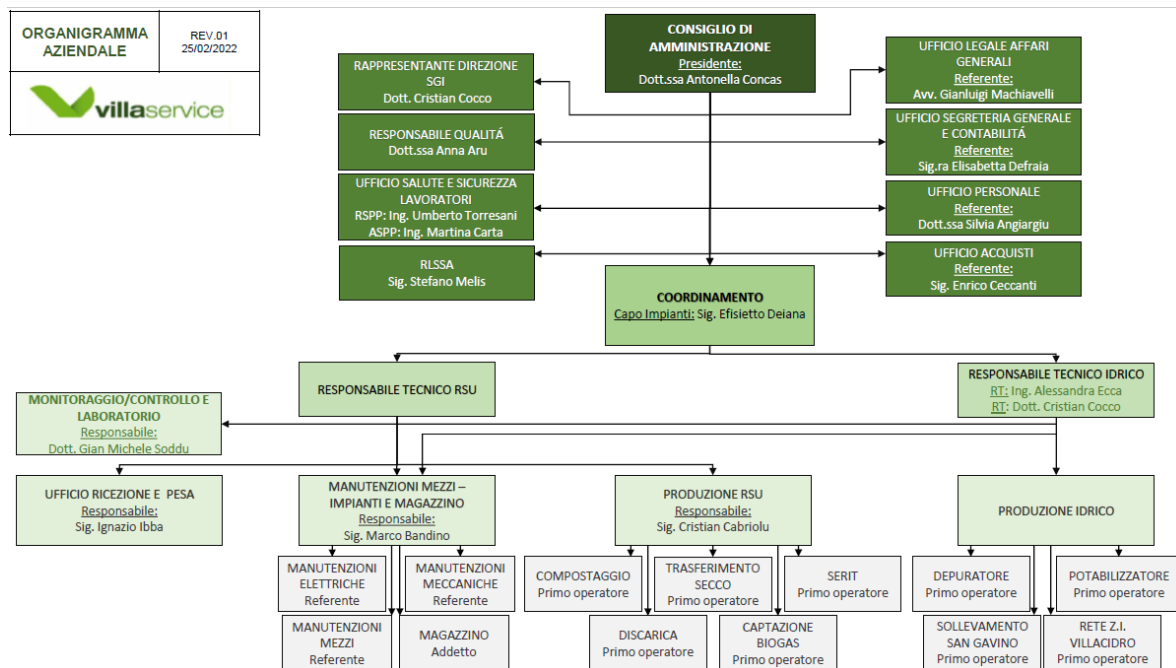 ORGANIGRAMMA
AZIENDALE
REV.01
25/02/2022
villaservice
CONSIGLIO DI
AMMINISTRAZIONE
Presidente:
Dott.ssa Antonella Concas
RAPPRESENTANTE DIREZIONE
SGI
Dott. Cristian Cocco
RESPONSABILE QUALITÁ
Dott.ssa Anna Aru
UFFICIO SALUTE E SICUREZZA
LAVORATORI
RSPP: Ing. Umberto Torresani
ASPP: Ing. Martina Carta
RLSSA
Sig. Stefano Melis
UFFICIO LEGALE AFFARI
GENERALI
Referente:
Avv. Gianluigi Machiavelli
UFFICIO SEGRETERIA GENERALE
E CONTABILITÁ
Referente:
Sig.ra Elisabetta Defraia
UFFICIO PERSONALE
Referente:
Dott.ssa Silvia Angiargiu
UFFICIO ACQUISTI
Referente:
Sig. Enrico Ceccanti
COORDINAMENTO
Capo Impianti: Sig. Efisietto Deiana
RESPONSABILE TECNICO RSU
RESPONSABILE TECNICO IDRICO
RT: Ing. Alessandra Ecca
RT: Dott. Cristian Cocco
MONITORAGGIO/CONTROLLO E
LABORATORIO
Responsabile:
Dott. Gian Michele Soddu
UFFICIO RICEZIONE E PESA
Responsabile:
Sig. Ignazio Ibba
MANUTENZIONI MEZZI –
IMPIANTI E MAGAZZINO
Responsabile:
Sig. Marco Bandino
PRODUZIONE RSU
Responsabile:
Sig. Cristian Cabriolu
PRODUZIONE IDRICO
MANUTENZIONI
ELETTRICHE
Referente
MANUTENZIONI
MECCANICHE
Referente
MANUTENZIONI
MEZZI
Referente
MAGAZZINO
Addetto
COMPOSTAGGIO
Primo operatore
TRASFERIMENTO
SECCO
Primo operatore
SERIT
Primo operatore
DISCARICA
Primo operatore
CAPTAZIONE
BIOGAS
Primo operatore
DEPURATORE
Primo operatore
POTABILIZZATORE
Primo operatore
SOLLEVAMENTO
SAN GAVINO
Primo operatore
RETE Z.I.
VILLACIDRO
Primo operatore